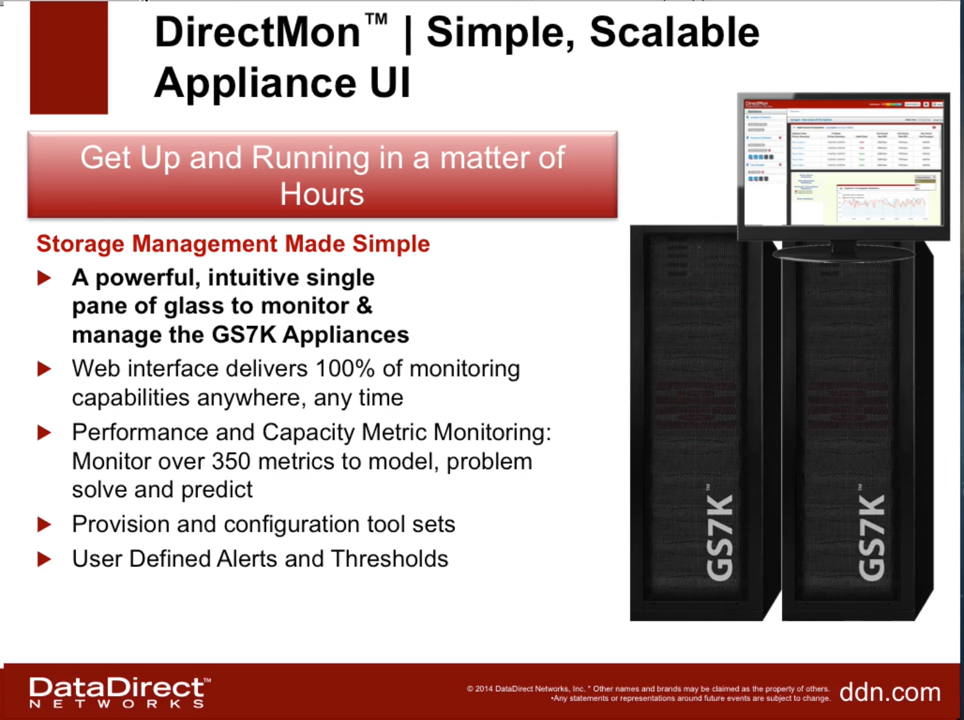 DirectMon™ | Simple, Scalable
Appliance UI
Get Up and Running in a matter of
Hours
Storage Management Made Simple
A powerful, intuitive single
pane of glass to monitor &
manage the GS7K Appliances
Web interface delivers 100% of monitoring
capabilities anywhere, any time
Performance and Capacity Metric Monitoring:
Monitor over 350 metrics to model, problem
solve and predict
Provision and configuration tool sets
User Defined Alerts and Thresholds
DirectMon
GS7K™
GS7K™
DataDirect™
NETWORKS
© 2014 DataDirect Networks, Inc. * Other names and brands may be claimed as the property of others.
•Any statements or representations around future events are subject to change.
ddn.com